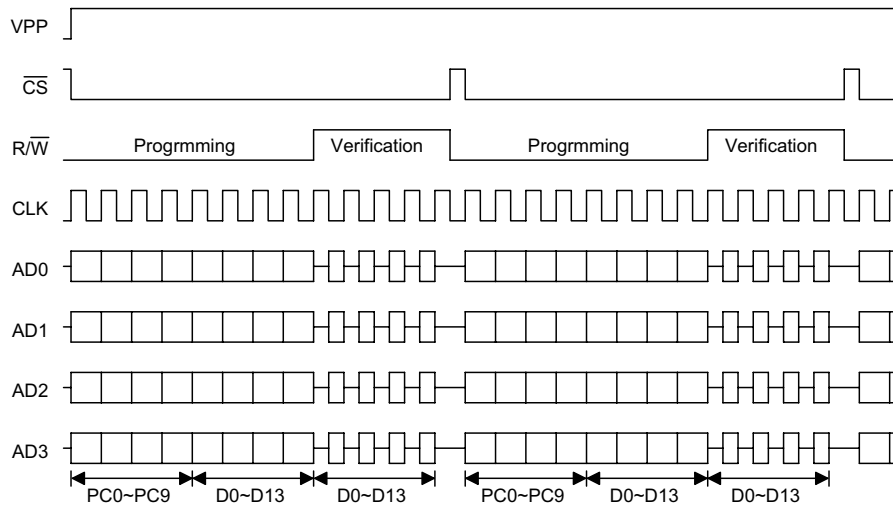 VPP
CS
R/W Progrmming Verification Progrmming Verification
CLK
AD0
AD1
AD2
AD3
PC0~PC9 D0~D13 D0~D13 PC0~PC9 D0~D13 D0~D13